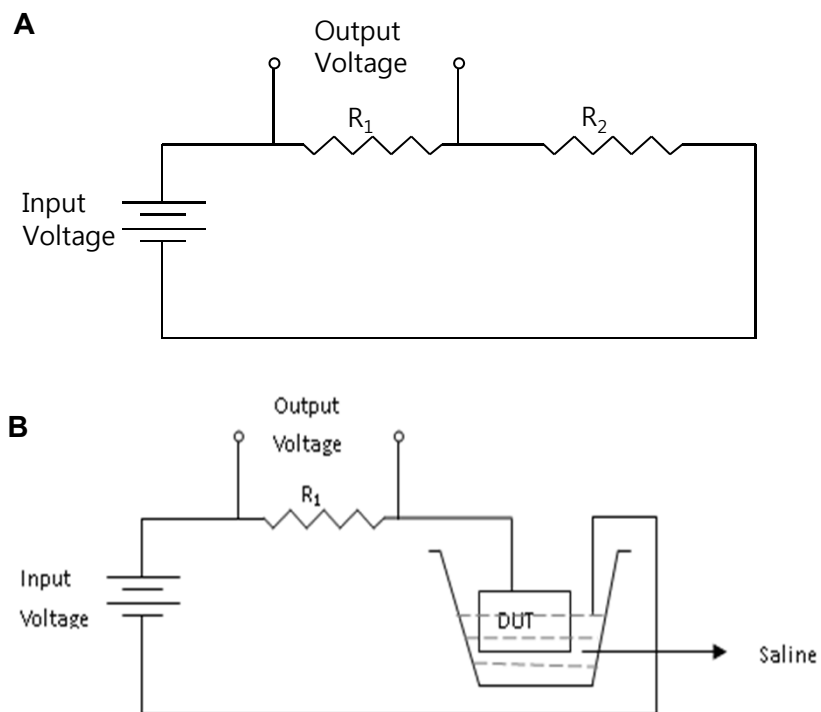 A
Output
Voltage
R₁
R₂
Input
Voltage
B
Output
Voltage
R₁
Input
Voltage
DUT
Saline